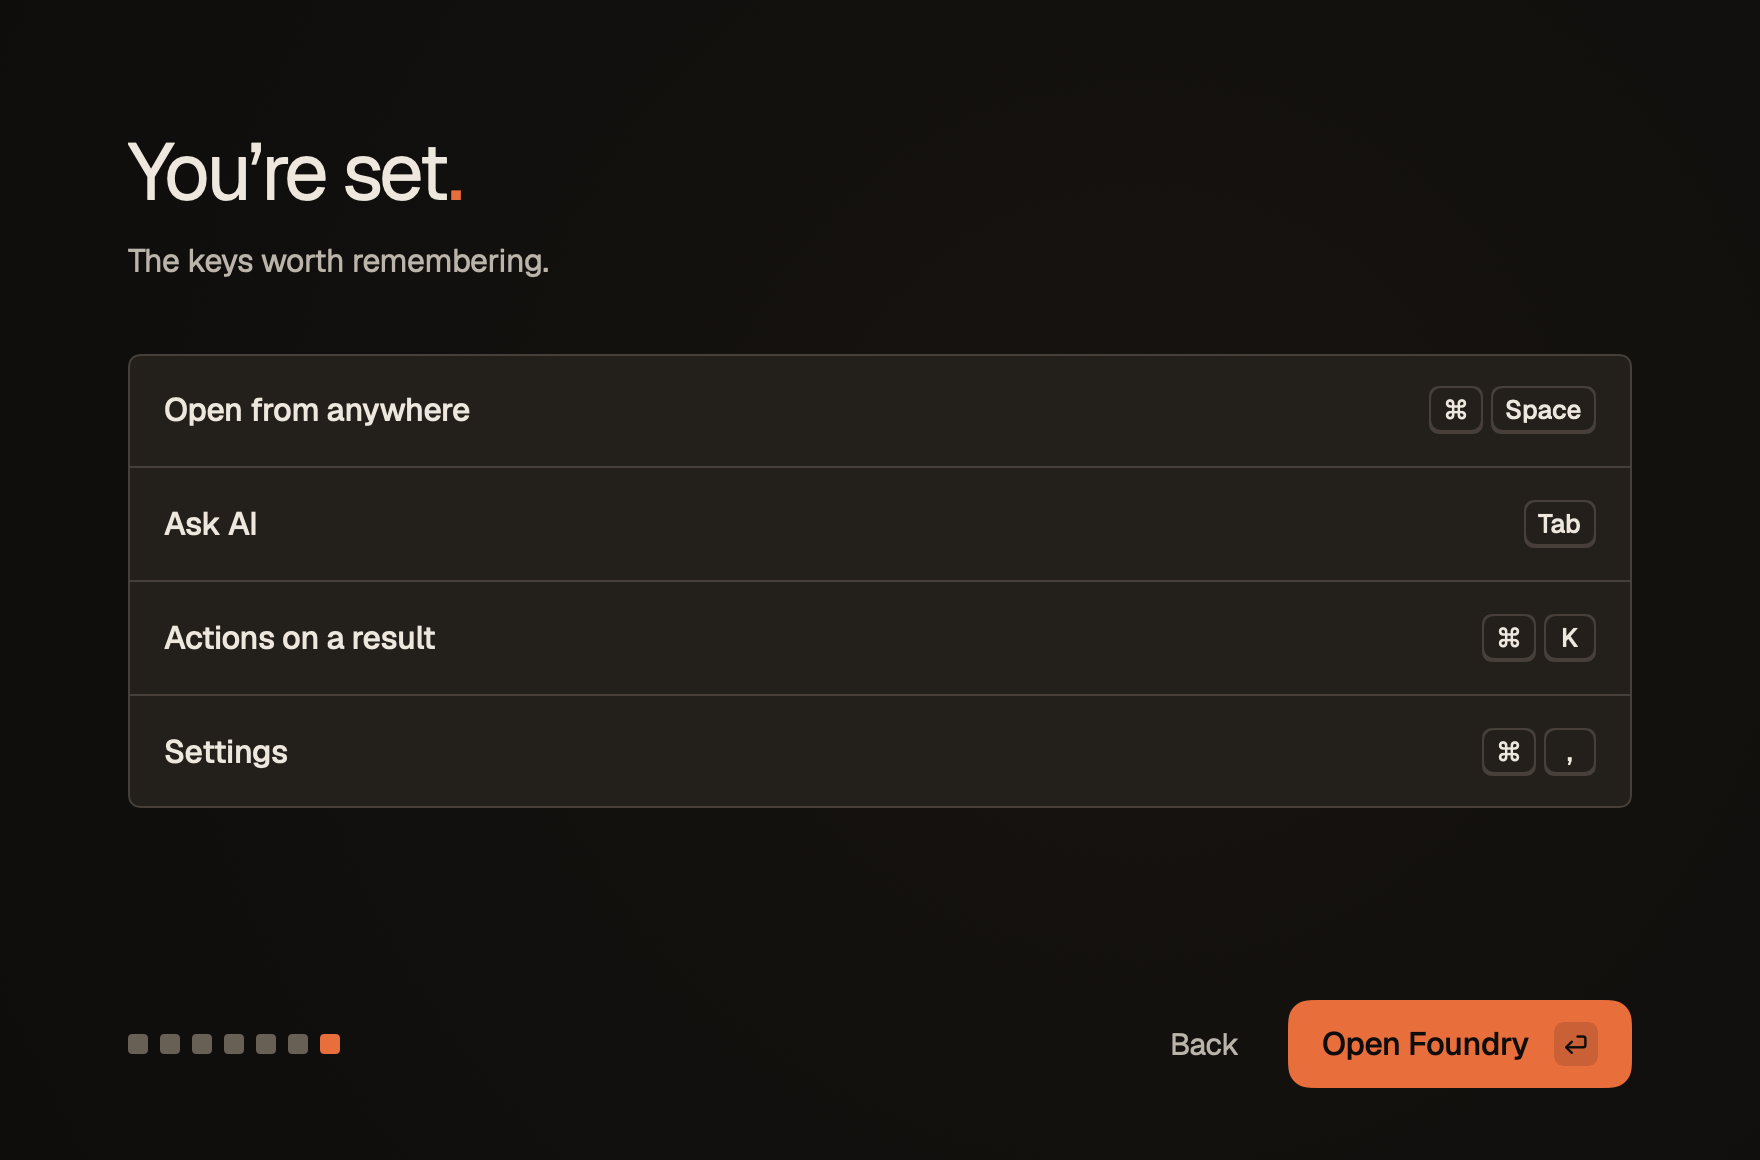 You’re set.
The keys worth remembering.
Open from anywhere ⌘ Space
Ask AI Tab
Actions on a result ⌘ K
Settings ⌘ ,
Back Open Foundry ↵